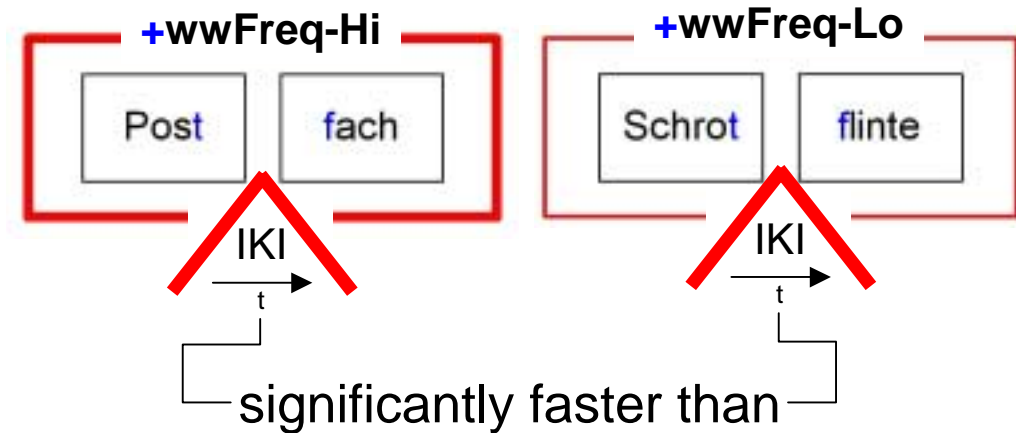 +wwFreq-Hi
+wwFreq-Lo
Post
fach
Schrot
flinte
IKI
IKI
t
t
significantly faster than